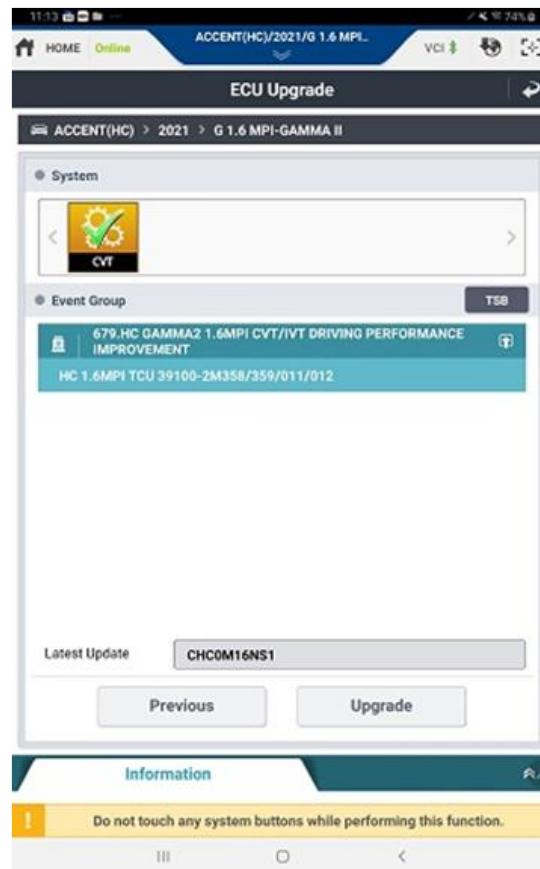 11:13
74%
HOME Online ACCENT(HC)/2021/G 1.6 MPI.. VCI
ECU Upgrade
ACCENT(HC) > 2021 > G 1.6 MPI-GAMMA II
System
CVT
Event Group TSB
679.HC GAMMA2 1.6MPI CVT/IVT DRIVING PERFORMANCE
IMPROVEMENT
HC 1.6MPI TCU 39100-2M358/359/011/012
Latest Update CHC0M16NS1
Previous Upgrade
Information
Do not touch any system buttons while performing this function.